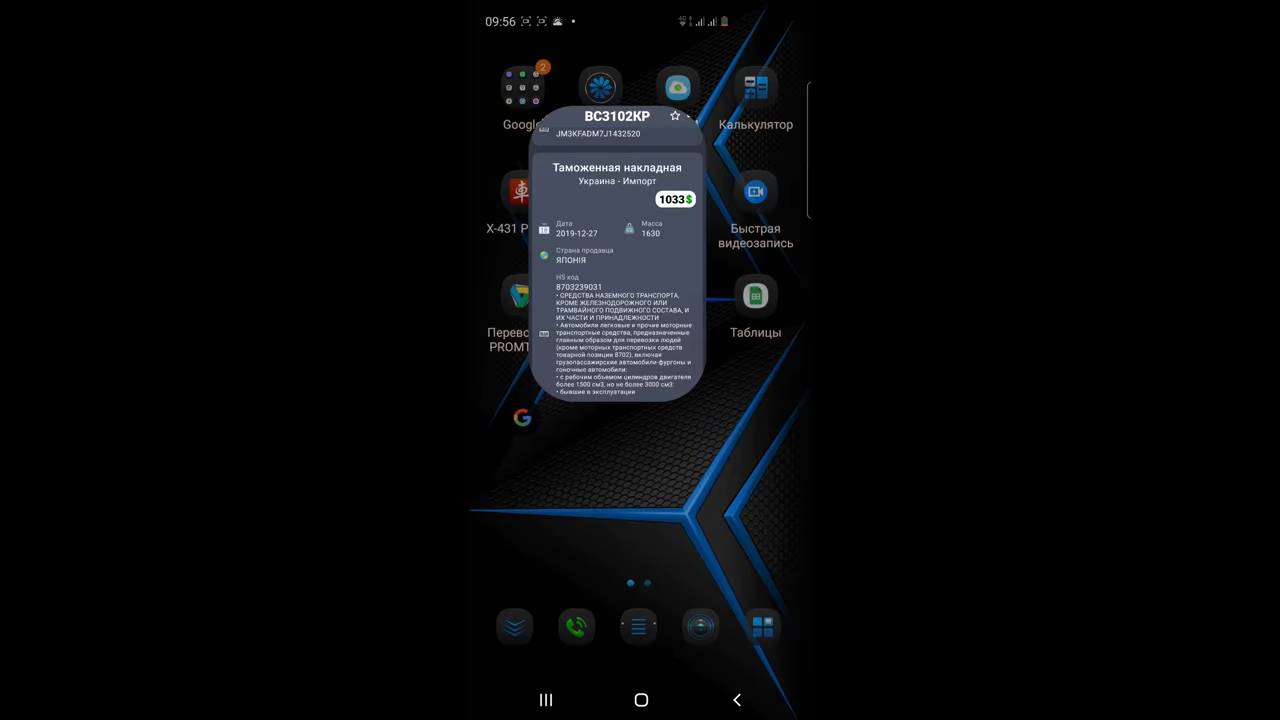 09:56
4G
2
Google
Калькулятор
BC3102KP
JM3KFADM7J1432520
Таможенная накладная
Украина - Импорт
1033$
Дата
2019-12-27
Масса
1630
Страна продавца
ЯПОНІЯ
HS код
8703239031
• СРЕДСТВА НАЗЕМНОГО ТРАНСПОРТА,
КРОМЕ ЖЕЛЕЗНОДОРОЖНОГО ИЛИ
ТРАМВАЙНОГО ПОДВИЖНОГО СОСТАВА, И
ИХ ЧАСТИ И ПРИНАДЛЕЖНОСТИ
• Автомобили легковые и прочие моторные
транспортные средства, предназначенные
главным образом для перевозки людей
(кроме моторных транспортных средств
товарной позиции 8702), включая
грузопассажирские автомобили-фургоны и
гоночные автомобили:
• с рабочим объемом цилиндров двигателя
более 1500 см3, но не более 3000 см3:
• бывшие в эксплуатации
X-431 P
Быстрая
видеозапись
Перево
PROMT
Таблицы
G